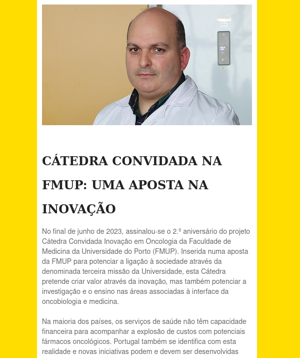 CÁTEDRA CONVIDADA NA
FMUP: UMA APOSTA NA
INOVAÇÃO
No final de junho de 2023, assinalou-se o 2.º aniversário do projeto
Cátedra Convidada Inovação em Oncologia da Faculdade de
Medicina da Universidade do Porto (FMUP). Inserida numa aposta
da FMUP para potenciar a ligação à sociedade através da
denominada terceira missão da Universidade, esta Cátedra
pretende criar valor através da inovação, mas também potenciar a
investigação e o ensino nas áreas associadas à interface da
oncobiologia e medicina.
Na maioria dos países, os serviços de saúde não têm capacidade
financeira para acompanhar a explosão de custos com potenciais
fármacos oncológicos. Portugal também se identifica com esta
realidade e novas iniciativas podem e devem ser desenvolvidas